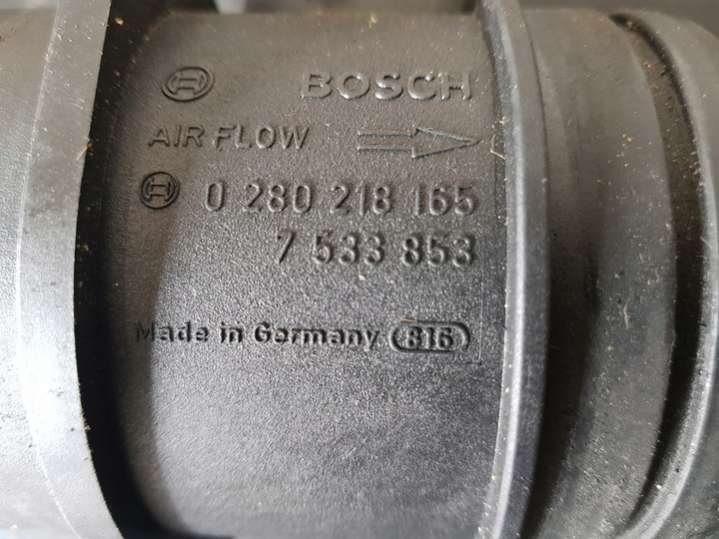 BOSCH
AIR FLOW
0 280 218 165
7 533 853
Made in Germany 816